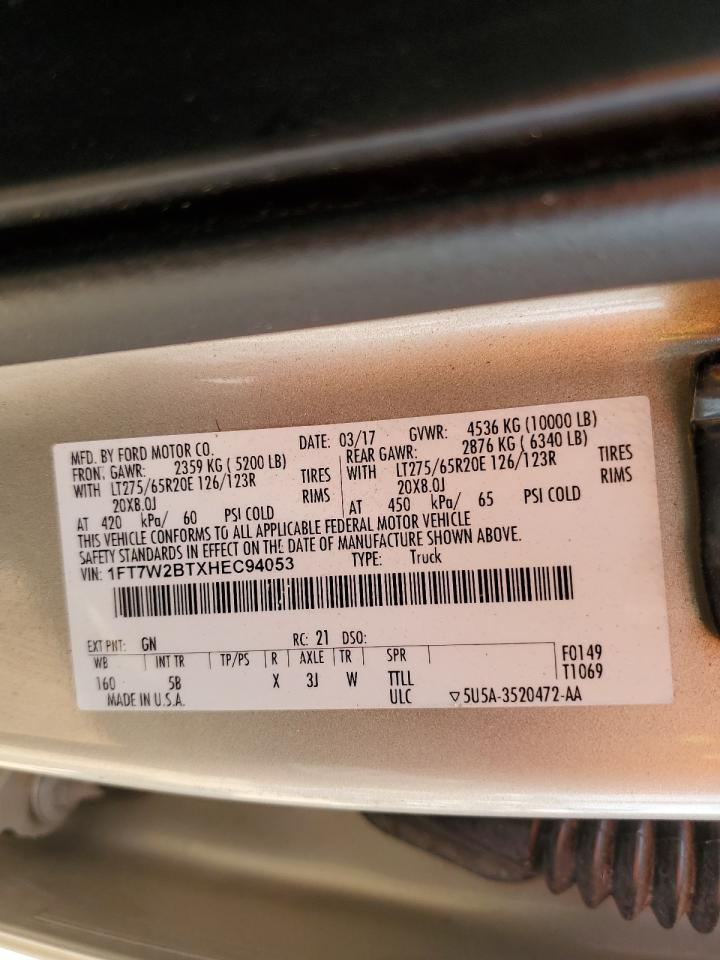 MFD. BY FORD MOTOR CO. DATE: 03/17 GVWR: 4536 KG (10000 LB)
FRONT GAWR: 2359 KG ( 5200 LB) REAR GAWR: 2876 KG ( 6340 LB)
WITH LT275/65R20E 126/123R TIRES WITH LT275/65R20E 126/123R TIRES
20X8.0J RIMS 20X8.0J RIMS
AT 420 kPa/ 60 PSI COLD AT 450 kPa/ 65 PSI COLD
THIS VEHICLE CONFORMS TO ALL APPLICABLE FEDERAL MOTOR VEHICLE
SAFETY STANDARDS IN EFFECT ON THE DATE OF MANUFACTURE SHOWN ABOVE.
VIN: 1FT7W2BTXHEC94053 TYPE: Truck
EXT PNT: GN RC: 21 DSO:
WB INT TR TP/PS R AXLE TR SPR F0149
160 5B X 3J W TTLL T1069
MADE IN U.S.A. ULC ▽5U5A-3520472-AA